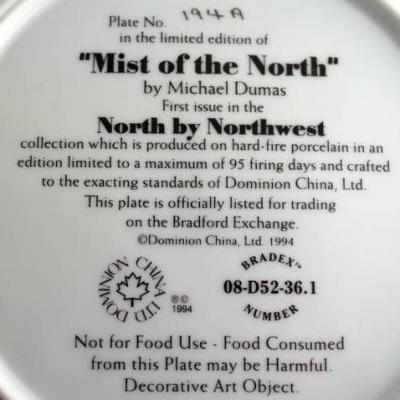 Plate No. 194A
in the limited edition of
"Mist of the North"
by Michael Dumas
First issue in the
North by Northwest
collection which is produced on hard-fire porcelain in an
edition limited to a maximum of 95 firing days and crafted
to the exacting standards of Dominion China, Ltd.
This plate is officially listed for trading
on the Bradford Exchange.
©Dominion China, Ltd. 1994
DOMINION CHINA LTD.
®©
1994
BRADEX™
08-D52-36.1
NUMBER
Not for Food Use - Food Consumed
from this Plate may be Harmful.
Decorative Art Object.